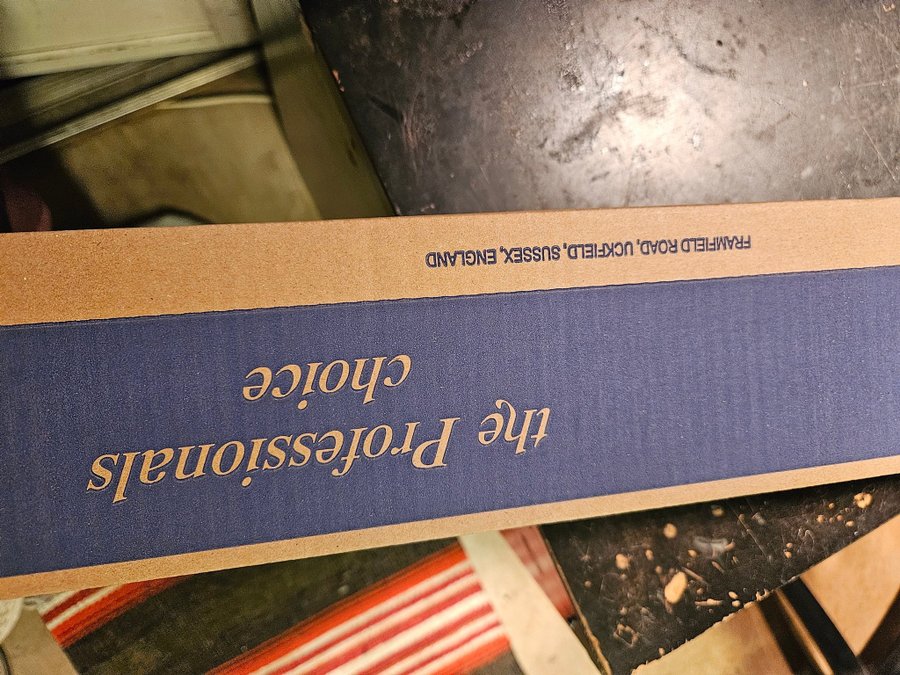 the Professionals
choice
FRAMFIELD ROAD, UCKFIELD, SUSSEX, ENGLAND